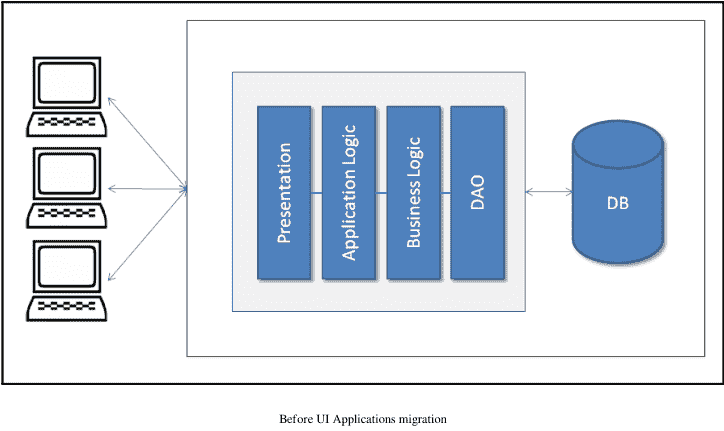 Presentation
Application Logic
Business Logic
DAO
DB
Before UI Applications migration